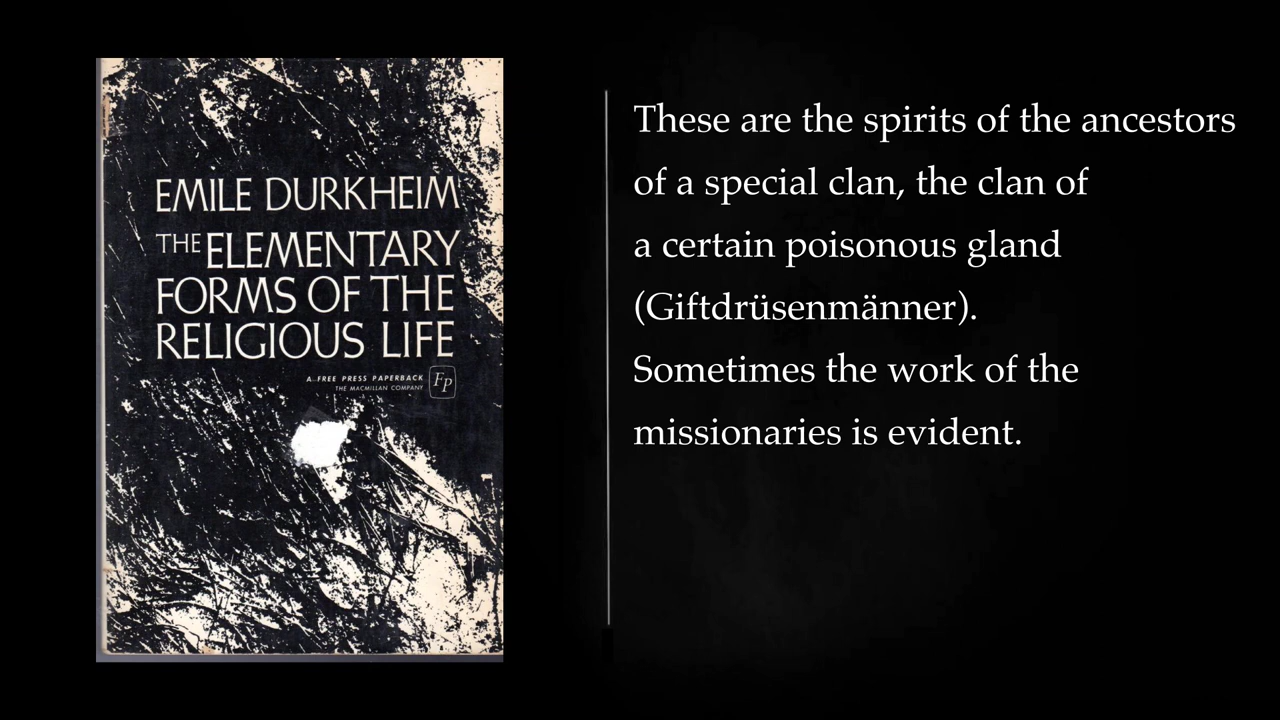 EMILE DURKHEIM
THE ELEMENTARY
FORMS OF THE
RELIGIOUS LIFE
A FREE PRESS PAPERBACK
THE MACMILLAN COMPANY
FP
These are the spirits of the ancestors
of a special clan, the clan of
a certain poisonous gland
(Giftdrüsenmänner).
Sometimes the work of the
missionaries is evident.